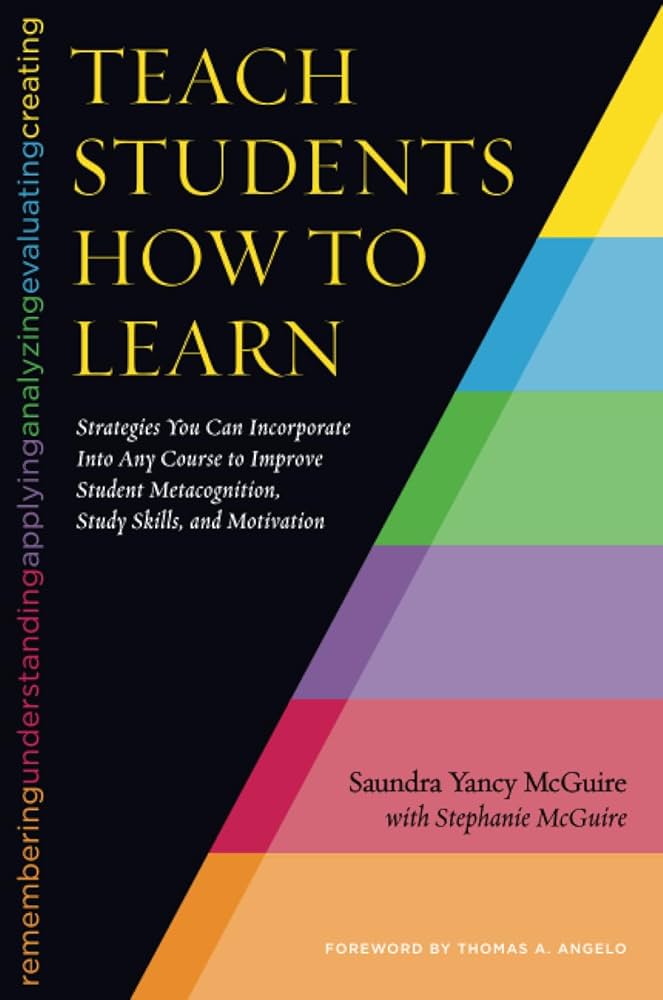 TEACH
STUDENTS
HOW TO
LEARN
Strategies You Can Incorporate
Into Any Course to Improve
Student Metacognition,
Study Skills, and Motivation
rememberingunderstandingapplyinganalyzingevaluatingcreating
Saundra Yancy McGuire
with Stephanie McGuire
FOREWORD BY THOMAS A. ANGELO